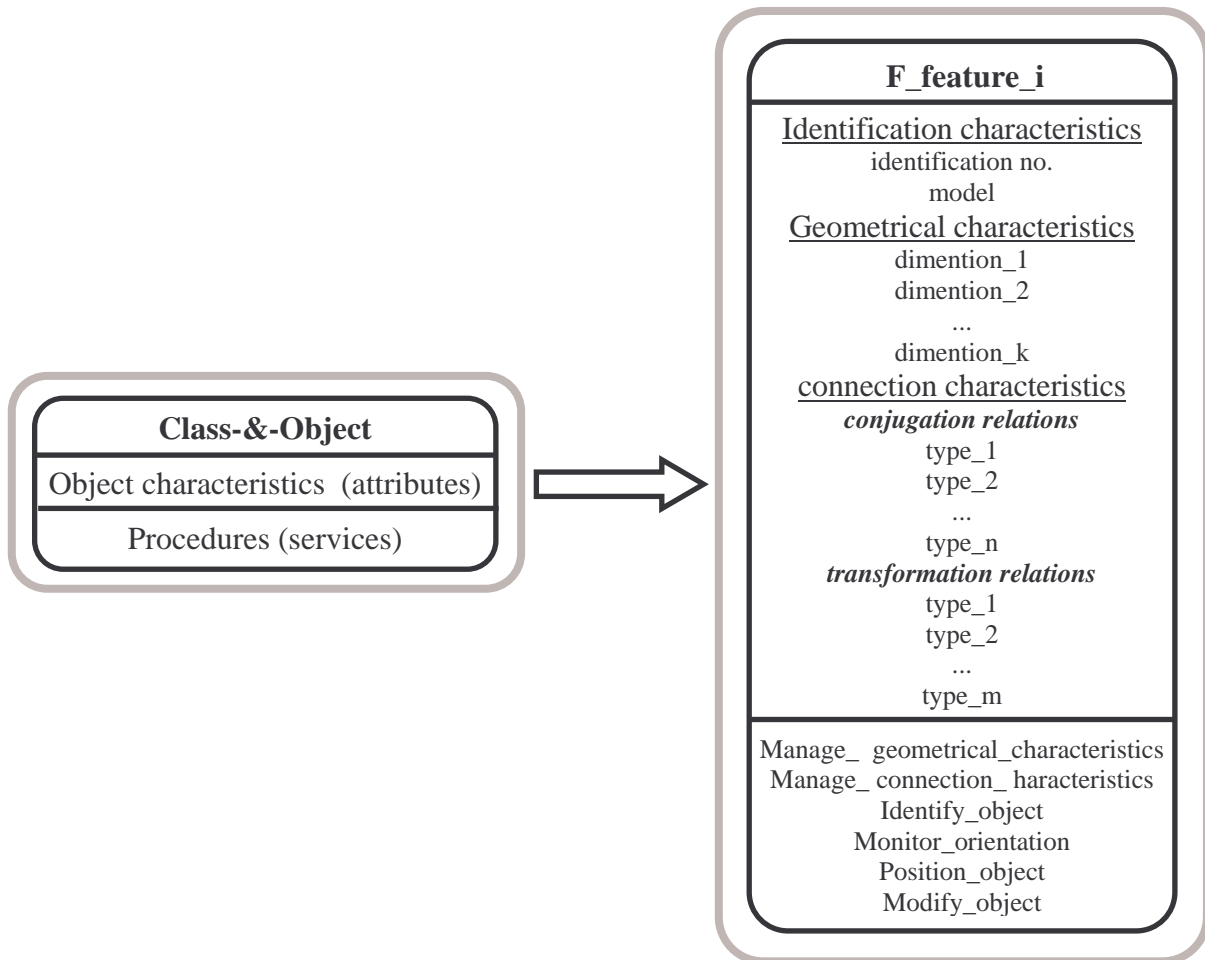 Class-&-Object
Object characteristics (attributes)
Procedures (services)
F_feature_i
Identification characteristics
identification no.
model
Geometrical characteristics
dimention_1
dimention_2
...
dimention_k
connection characteristics
conjugation relations
type_1
type_2
...
type_n
transformation relations
type_1
type_2
...
type_m
Manage_ geometrical_characteristics
Manage_ connection_ haracteristics
Identify_object
Monitor_orientation
Position_object
Modify_object